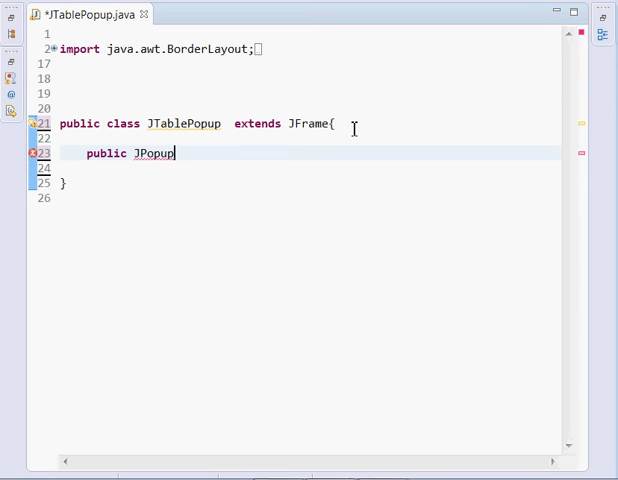 *JTablePopup.java
1
2 import java.awt.BorderLayout;
17
18
19
20
21 public class JTablePopup  extends JFrame{
22
23     public JPopup
24
25 }
26